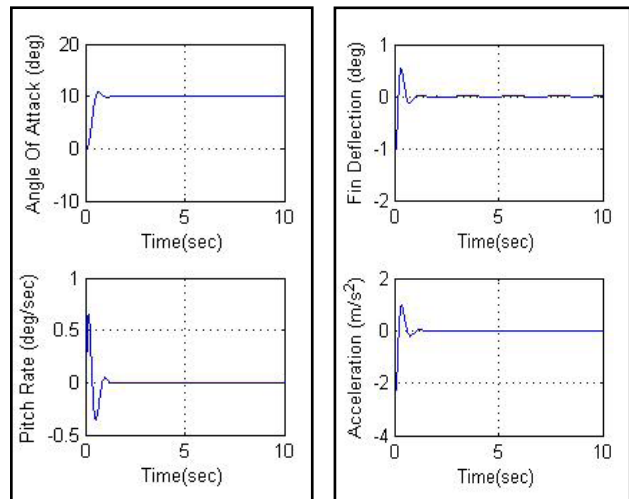 20
10
0
-10
Angle Of Attack (deg)
0 5 10
Time(sec)
1
0.5
0
-0.5
Pitch Rate (deg/sec)
0 5 10
Time(sec)
1
0
-1
-2
Fin Deflection (deg)
0 5 10
Time(sec)
2
0
-2
-4
Acceleration (m/s²)
0 5 10
Time(sec)